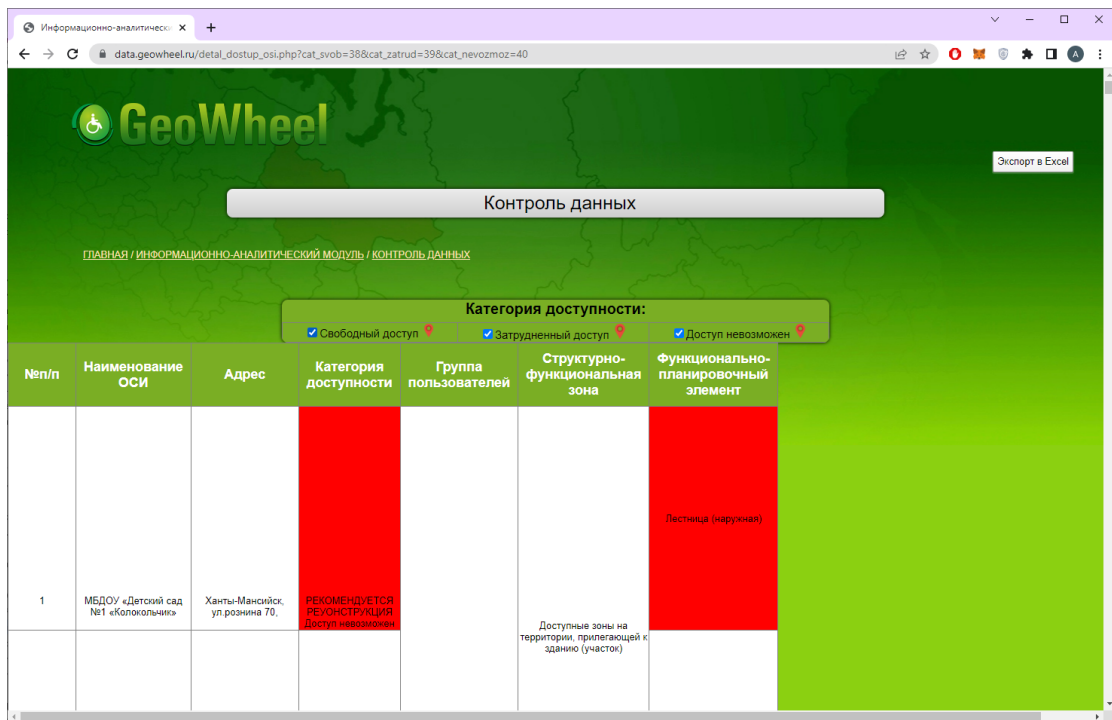 Информационно-аналитическ
data.geowheel.ru/detal_dostup_osi.php?cat_svob=38&cat_zatrud=39&cat_nevozmoz=40
A
GeoWheel
Экспорт в Excel
Контроль данных
ГЛАВНАЯ / ИНФОРМАЦИОННО-АНАЛИТИЧЕСКИЙ МОДУЛЬ / КОНТРОЛЬ ДАННЫХ
Категория доступности:
Свободный доступ
Затрудненный доступ
Доступ невозможен
№п/п
Наименование
ОСИ
Адрес
Категория
доступности
Группа
пользователей
Структурно-
функциональная
зона
Функционально-
планировочный
элемент
1
МБДОУ «Детский сад
№1 «Колокольчик»
Ханты-Мансийск,
ул.рознина 70,
РЕКОМЕНДУЕТСЯ
РЕУОНСТРУКЦИЯ
Доступ невозможен
Доступные зоны на
территории, прилегающей к
зданию (участок)
Лестница (наружная)